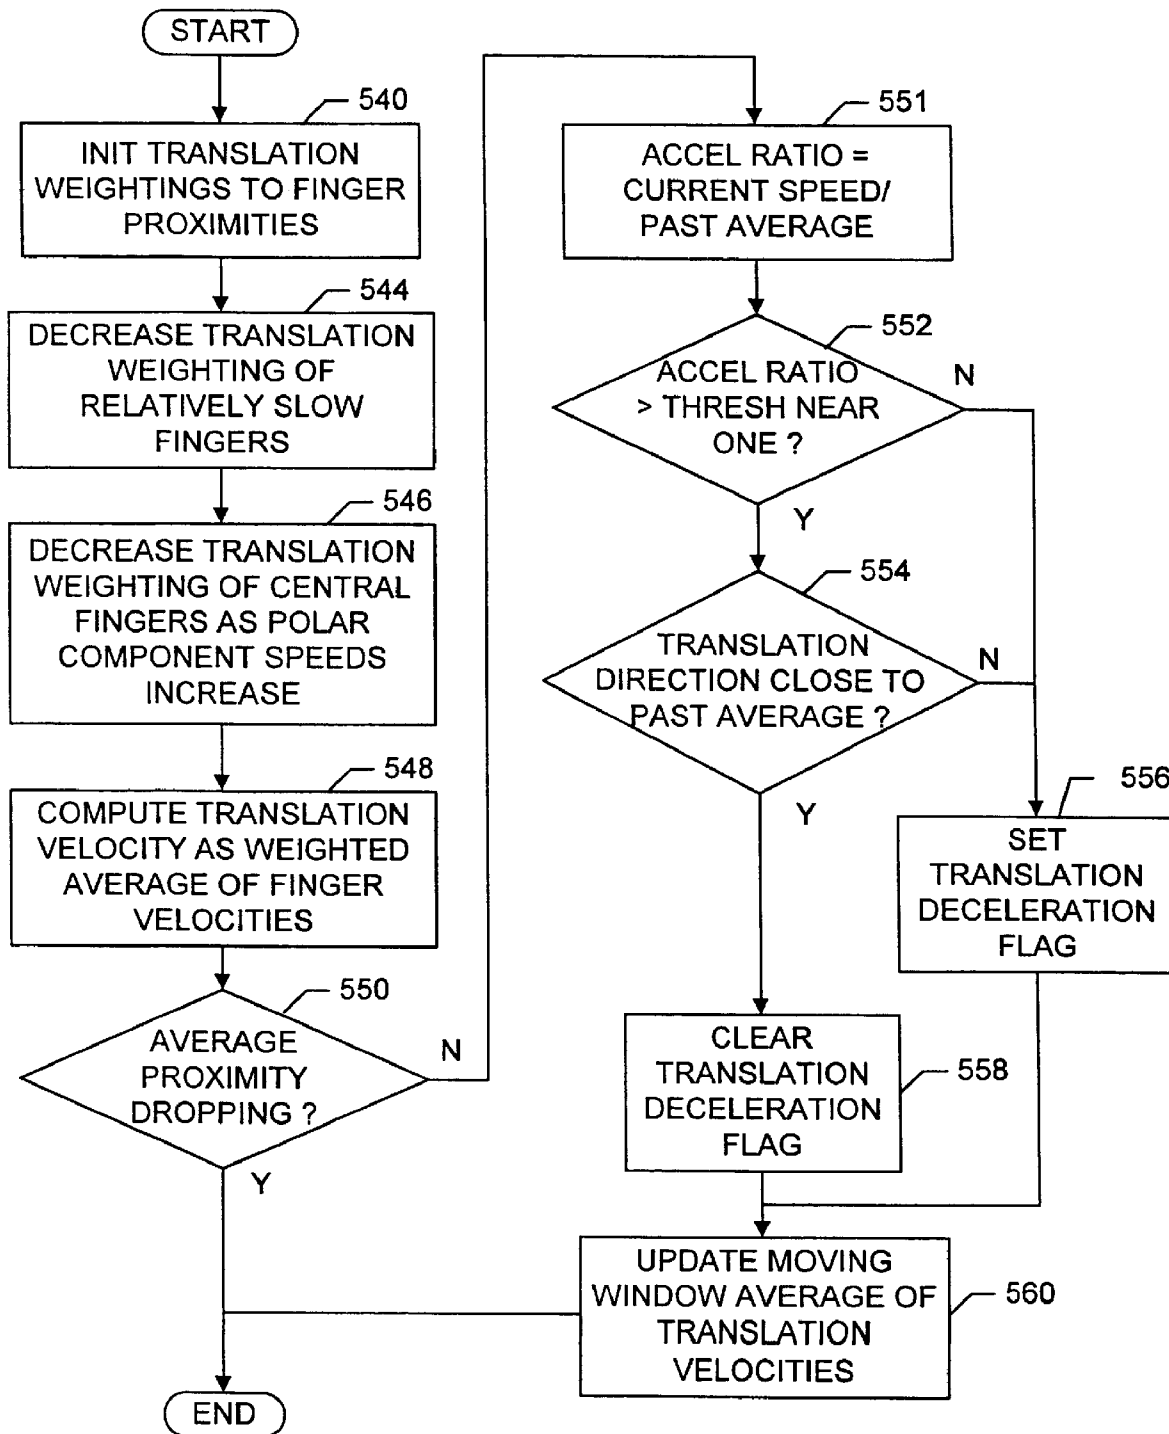 START
540
INIT TRANSLATION
WEIGHTINGS TO FINGER
PROXIMITIES
544
DECREASE TRANSLATION
WEIGHTING OF
RELATIVELY SLOW
FINGERS
546
DECREASE TRANSLATION
WEIGHTING OF CENTRAL
FINGERS AS POLAR
COMPONENT SPEEDS
INCREASE
548
COMPUTE TRANSLATION
VELOCITY AS WEIGHTED
AVERAGE OF FINGER
VELOCITIES
550
AVERAGE
PROXIMITY
DROPPING ?
N
Y
551
ACCEL RATIO =
CURRENT SPEED/
PAST AVERAGE
552
ACCEL RATIO
> THRESH NEAR
ONE ?
N
Y
554
TRANSLATION
DIRECTION CLOSE TO
PAST AVERAGE ?
N
Y
556
SET
TRANSLATION
DECELERATION
FLAG
CLEAR
TRANSLATION
DECELERATION
FLAG
558
UPDATE MOVING
WINDOW AVERAGE OF
TRANSLATION
VELOCITIES
560
END